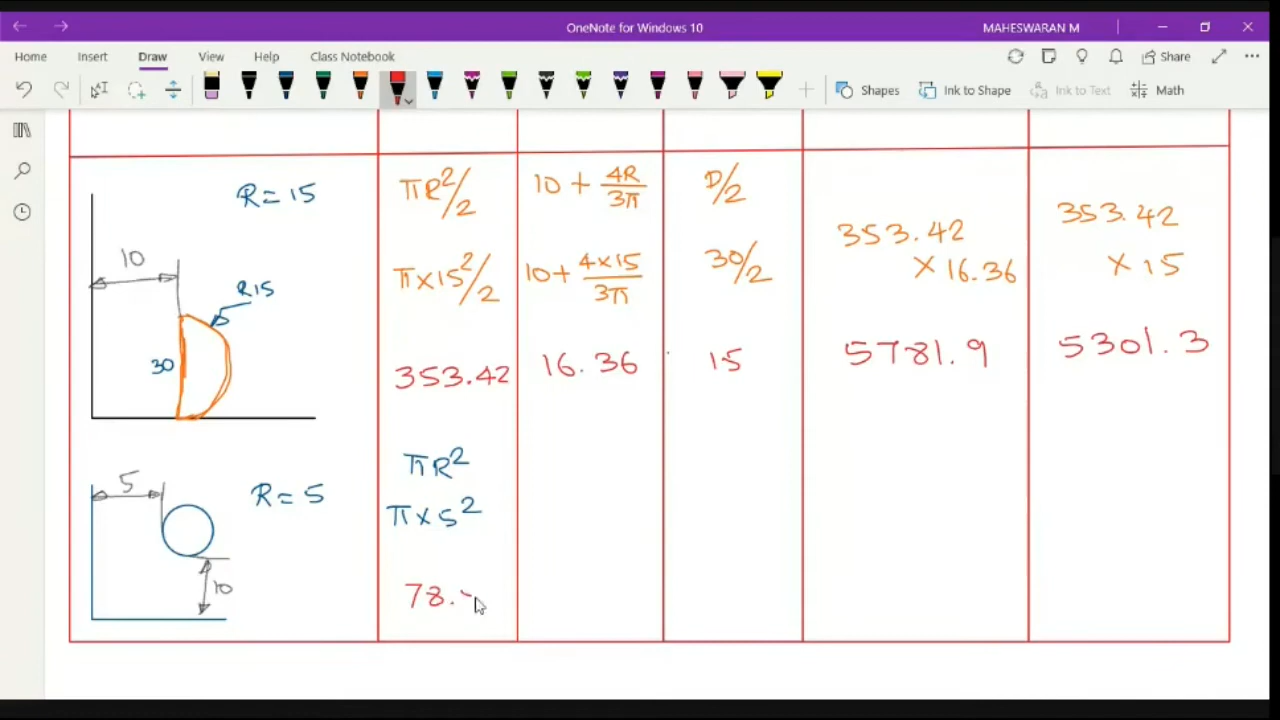 OneNote for Windows 10
MAHESWARAN M
Home Insert Draw View Help Class Notebook
Share
Shapes Ink to Shape Ink to Text Math
R = 15
πR²/2
10 + 4R/3π
D/2
353.42
× 16.36
353.42
× 15
10
R15
π×15²/2
10 + 4×15/3π
30/2
30
353.42
16.36
15
5781.9
5301.3
5
R = 5
πR²
π×5²
10
78.